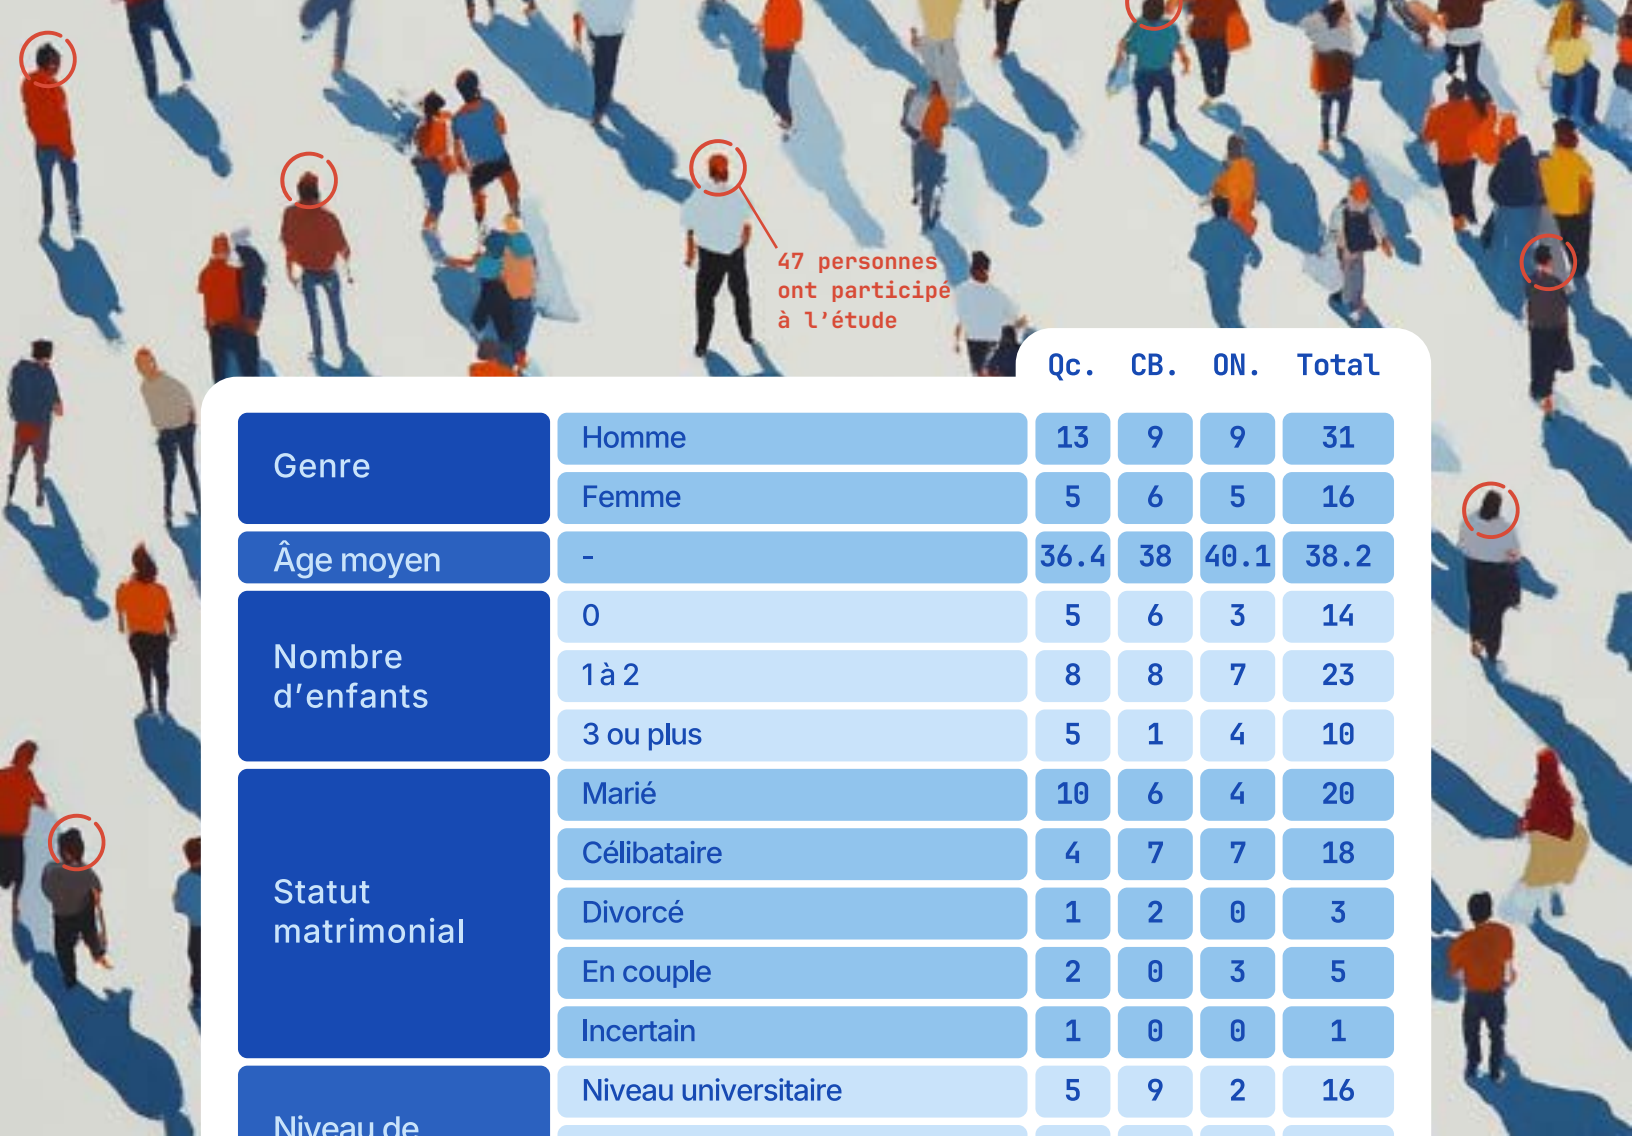 47 personnes
ont participé
à l’étude
Qc. CB. ON. Total
Genre
Homme 13 9 9 31
Femme 5 6 5 16
Âge moyen - 36.4 38 40.1 38.2
Nombre
d’enfants
0 5 6 3 14
1 à 2 8 8 7 23
3 ou plus 5 1 4 10
Statut
matrimonial
Marié 10 6 4 20
Célibataire 4 7 7 18
Divorcé 1 2 0 3
En couple 2 0 3 5
Incertain 1 0 0 1
Niveau de
Niveau universitaire 5 9 2 16